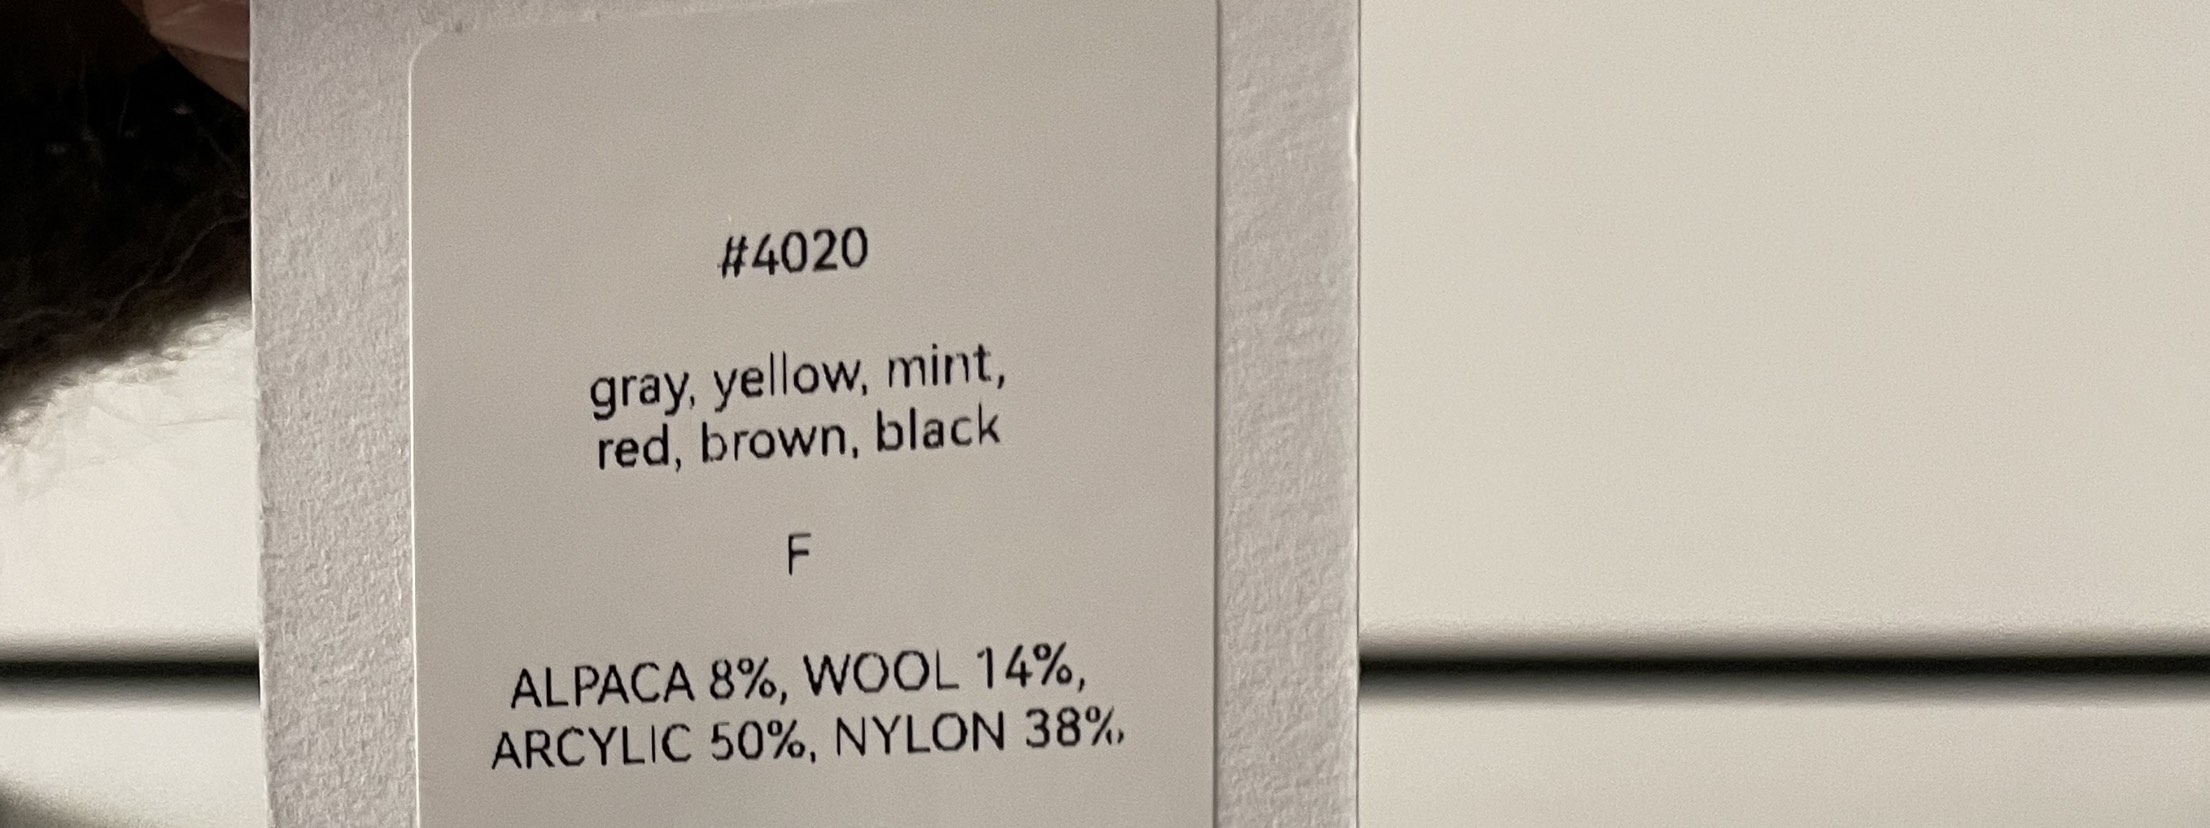 #4020
gray, yellow, mint,
red, brown, black
F
ALPACA 8%, WOOL 14%,
ARCYLIC 50%, NYLON 38%,